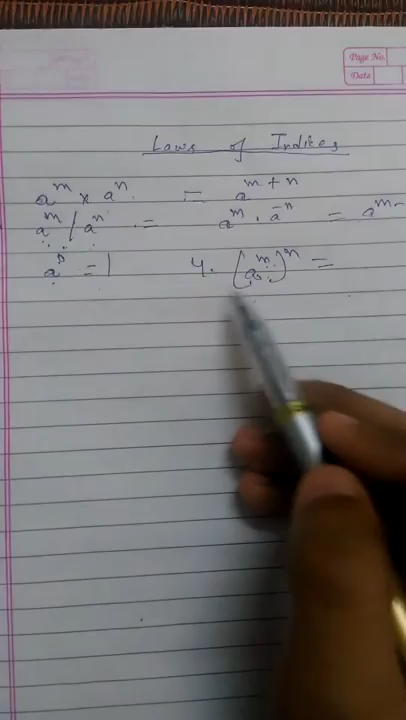 Page No.
Date
Laws of Indices
a^m × a^n = a^{m+n}
a^m / a^n = a^m · a^{-n} = a^{m-
a^0 = 1 4. (a^m)^n =